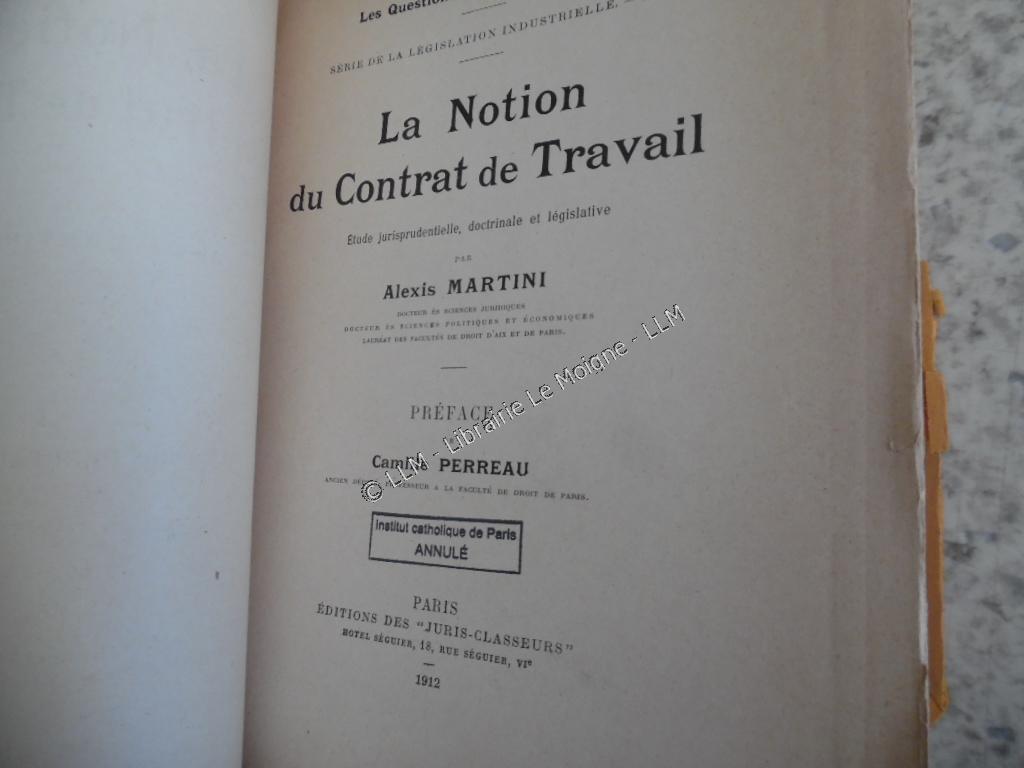 Les Question
SÉRIE DE LA LÉGISLATION INDUSTRIELLE.
La Notion
du Contrat de Travail
Étude jurisprudentielle, doctrinale et législative
PAR
Alexis MARTINI
DOCTEUR ÈS SCIENCES JURIDIQUES
DOCTEUR ÈS SCIENCES POLITIQUES ET ÉCONOMIQUES
LAURÉAT DES FACULTÉS DE DROIT D'AIX ET DE PARIS.
PRÉFACE
Camille PERREAU
ANCIEN PROFESSEUR A LA FACULTÉ DE DROIT DE PARIS.
© LLM - Librairie Le Moigne - LLM
Institut catholique de Paris
ANNULÉ
PARIS
ÉDITIONS DES "JURIS-CLASSEURS"
HOTEL SÉGUIER, 18, RUE SÉGUIER, VIe
1912